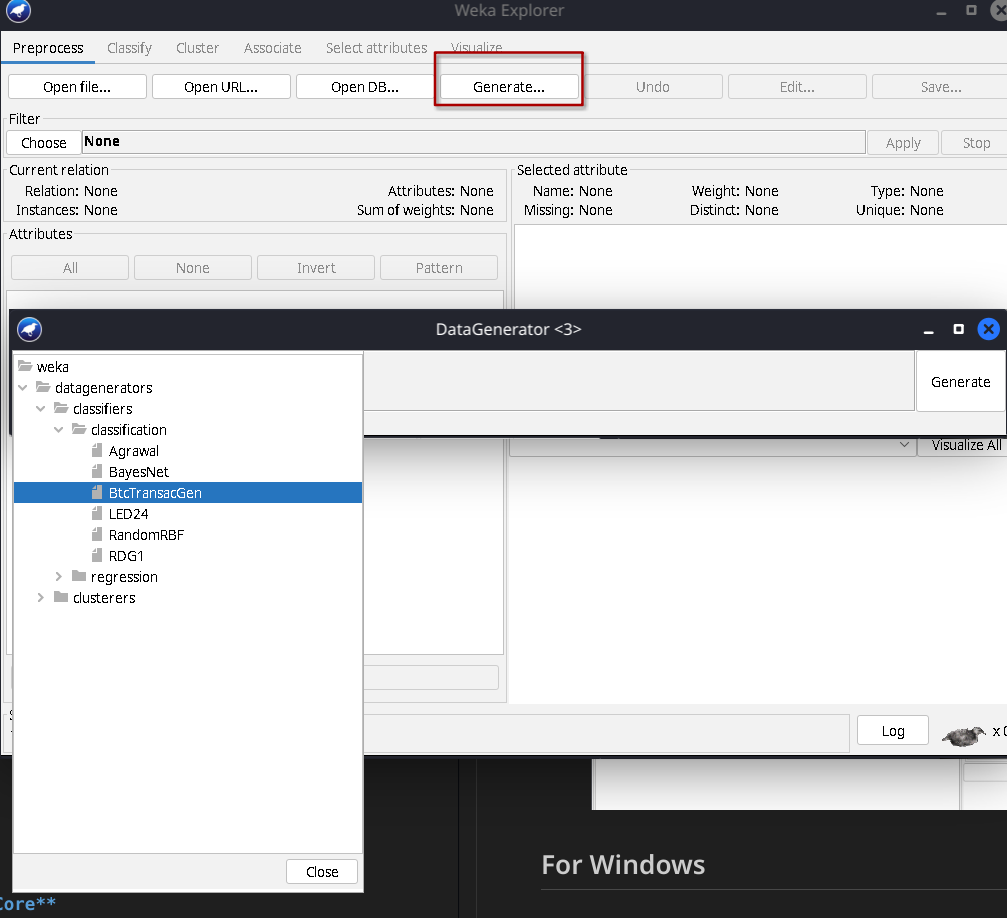 Weka Explorer
Preprocess Classify Cluster Associate Select attributes Visualize
Open file... Open URL... Open DB... Generate... Undo Edit... Save...
Filter
Choose None Apply Stop
Current relation
Relation: None Attributes: None
Instances: None Sum of weights: None
Selected attribute
Name: None Weight: None Type: None
Missing: None Distinct: None Unique: None
Attributes
All None Invert Pattern
DataGenerator <3>
weka
datagenerators
classifiers
classification
Agrawal
BayesNet
BtcTransacGen
LED24
RandomRBF
RDG1
regression
clusterers
Generate
Visualize All
Log x
Close
For Windows
Core**